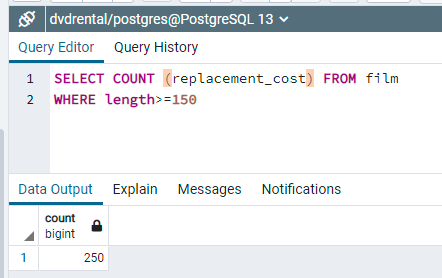 dvdrental/postgres@PostgreSQL 13
Query Editor Query History
1 SELECT COUNT (replacement_cost) FROM film
2 WHERE length>=150
Data Output Explain Messages Notifications
count
bigint
1 250